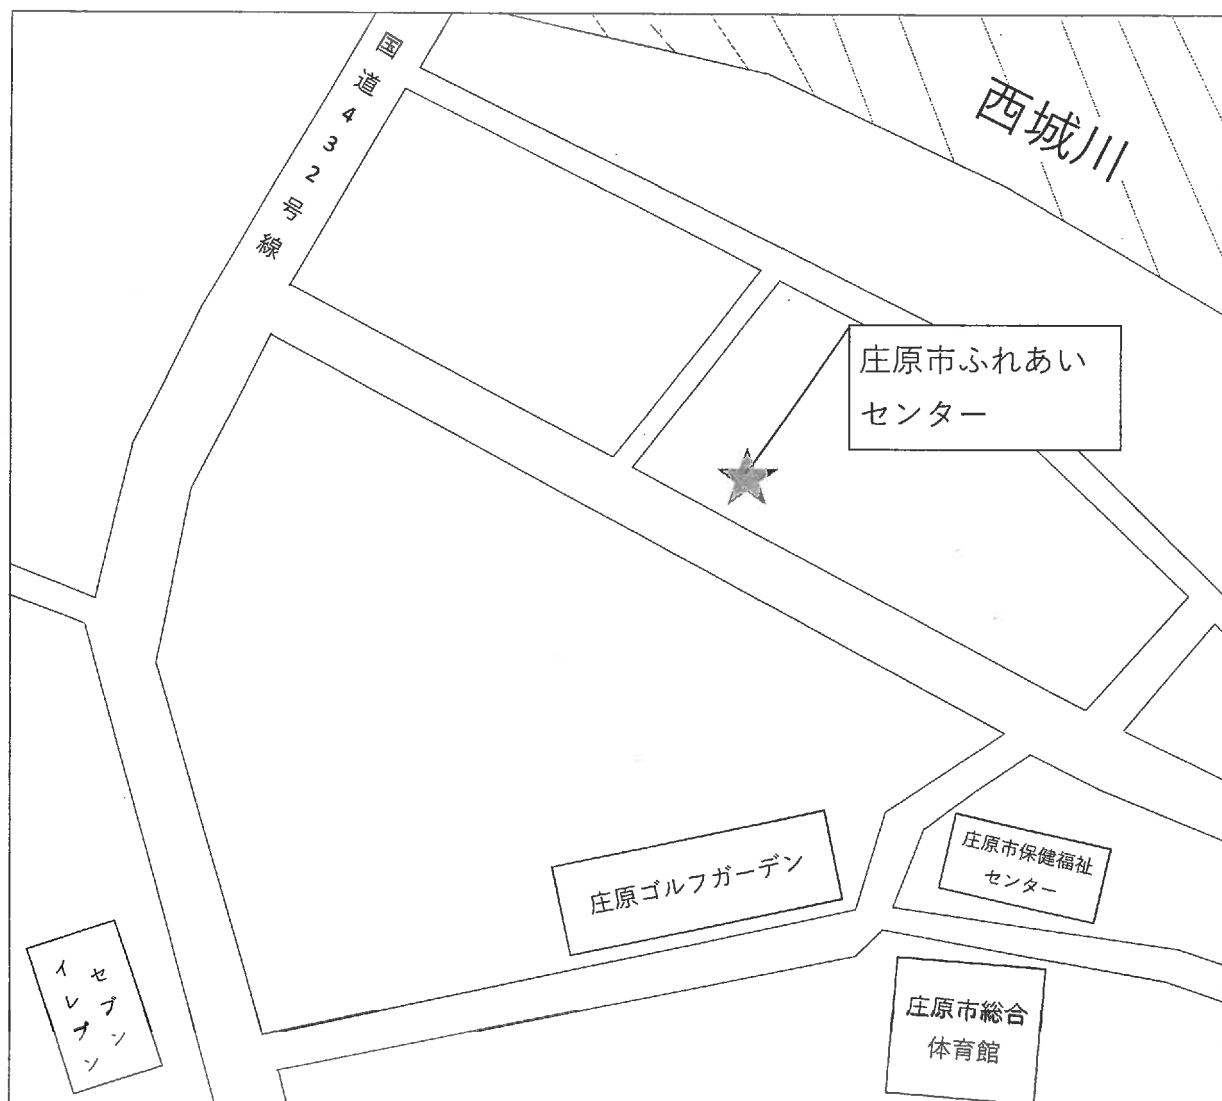 国道432号線
西城川
庄原市ふれあい
センター
庄原ゴルフガーデン
庄原市保健福祉
センター
セブン
イレブン
庄原市総合
体育館